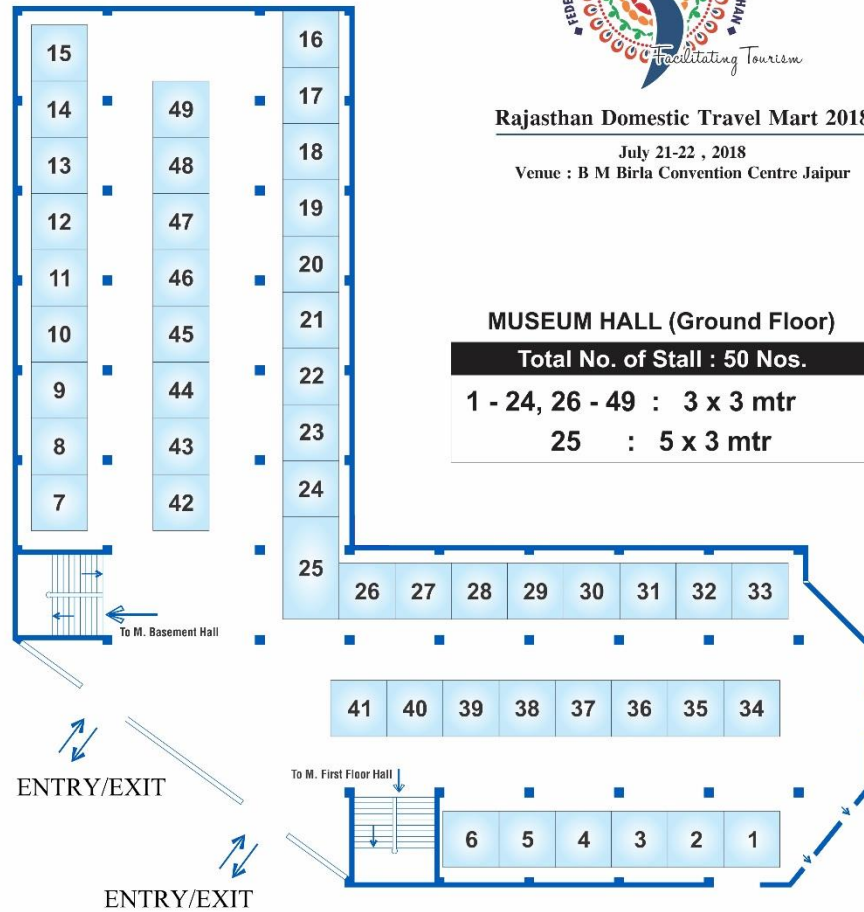 Facilitating Tourism
Rajasthan Domestic Travel Mart 2018
July 21-22 , 2018
Venue : B M Birla Convention Centre Jaipur
MUSEUM HALL (Ground Floor)
Total No. of Stall : 50 Nos.
1 - 24, 26 - 49 : 3 x 3 mtr
25 : 5 x 3 mtr
15
14
13
12
11
10
9
8
7
49
48
47
46
45
44
43
42
16
17
18
19
20
21
22
23
24
25
26 27 28 29 30 31 32 33
To M. Basement Hall
41 40 39 38 37 36 35 34
ENTRY/EXIT
To M. First Floor Hall
6 5 4 3 2 1
ENTRY/EXIT